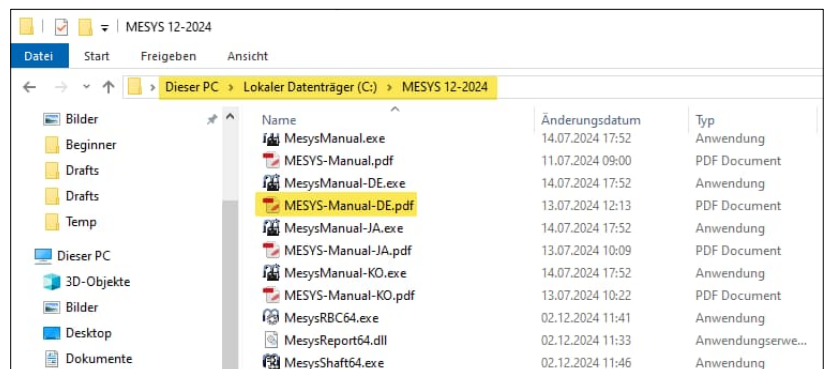 MESYS 12-2024
Datei Start Freigeben Ansicht
Dieser PC > Lokaler Datenträger (C:) > MESYS 12-2024
Bilder
Beginner
Drafts
Drafts
Temp
Dieser PC
3D-Objekte
Bilder
Desktop
Dokumente
Name Änderungsdatum Typ
MesysManual.exe 14.07.2024 17:52 Anwendung
MESYS-Manual.pdf 11.07.2024 09:00 PDF Document
MesysManual-DE.exe 14.07.2024 17:52 Anwendung
MESYS-Manual-DE.pdf 13.07.2024 12:13 PDF Document
MesysManual-JA.exe 14.07.2024 17:52 Anwendung
MESYS-Manual-JA.pdf 13.07.2024 10:09 PDF Document
MesysManual-KO.exe 14.07.2024 17:52 Anwendung
MESYS-Manual-KO.pdf 13.07.2024 10:22 PDF Document
MesysRBC64.exe 02.12.2024 11:41 Anwendung
MesysReport64.dll 02.12.2024 11:33 Anwendungserwe...
MesysShaft64.exe 02.12.2024 11:46 Anwendung